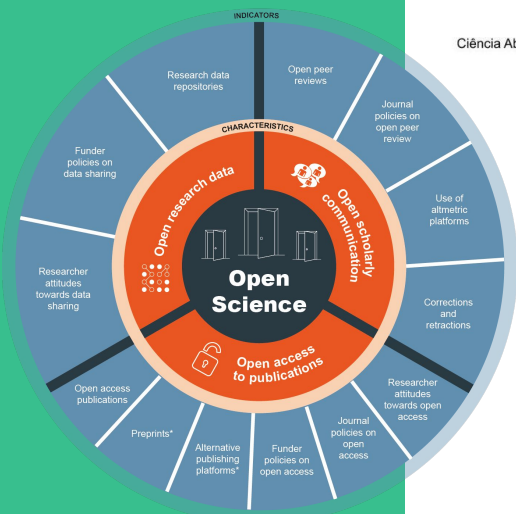 INDICATORS
Ciência Ab
Research data
repositories
Open peer
reviews
Journal
policies on
open peer
review
Use of
altmetric
platforms
Corrections
and
retractions
Researcher
attitudes
towards open
access
Journal
policies on
open
access
Funder
policies on
open access
Alternative
publishing
platforms*
Preprints*
Open access
publications
Researcher
attitudes
towards data
sharing
Funder
policies on
data sharing
CHARACTERISTICS
Open research data
Open scholarly
communication
Open access
to publications
Open
Science